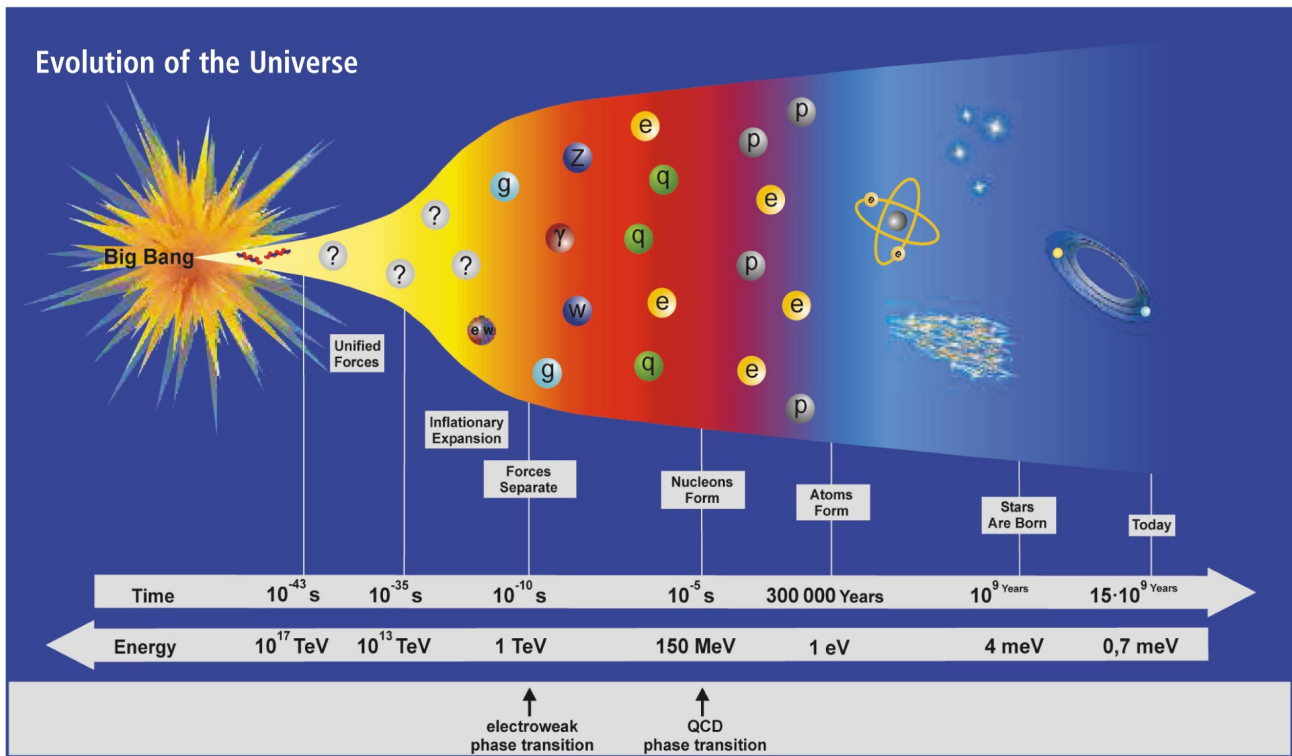 Evolution of the Universe
Big Bang
?
?
?
?
e w
g
g
Z
γ
w
e
q
q
e
q
p
p
e
p
e
e
p
e
e
Unified
Forces
Inflationary
Expansion
Forces
Separate
Nucleons
Form
Atoms
Form
Stars
Are Born
Today
Time 10⁻⁴³ s 10⁻³⁵ s 10⁻¹⁰ s 10⁻⁵ s 300 000 Years 10⁹ Years 15·10⁹ Years
Energy 10¹⁷ TeV 10¹³ TeV 1 TeV 150 MeV 1 eV 4 meV 0,7 meV
electroweak
phase transition
QCD
phase transition